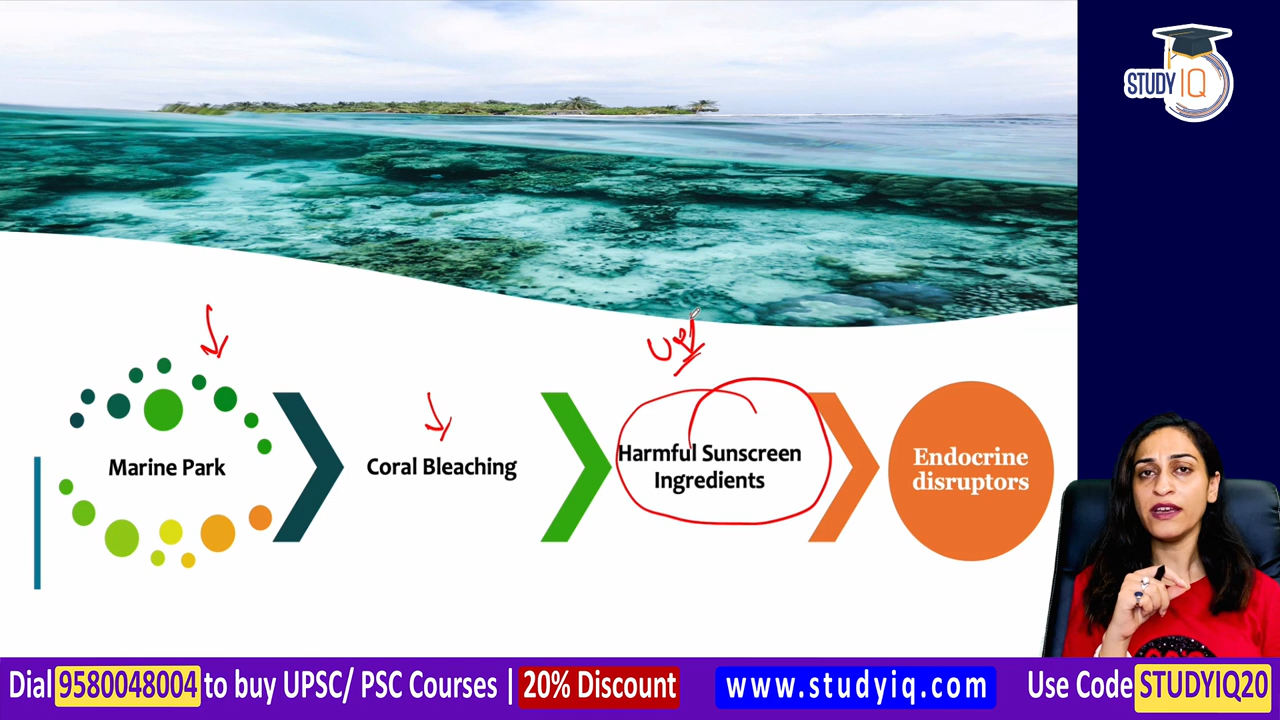 STUDY IQ
Marine Park
Coral Bleaching
Harmful Sunscreen
Ingredients
Endocrine
disruptors
Dial 9580048004 to buy UPSC/ PSC Courses | 20% Discount
www.studyiq.com
Use Code STUDYIQ20